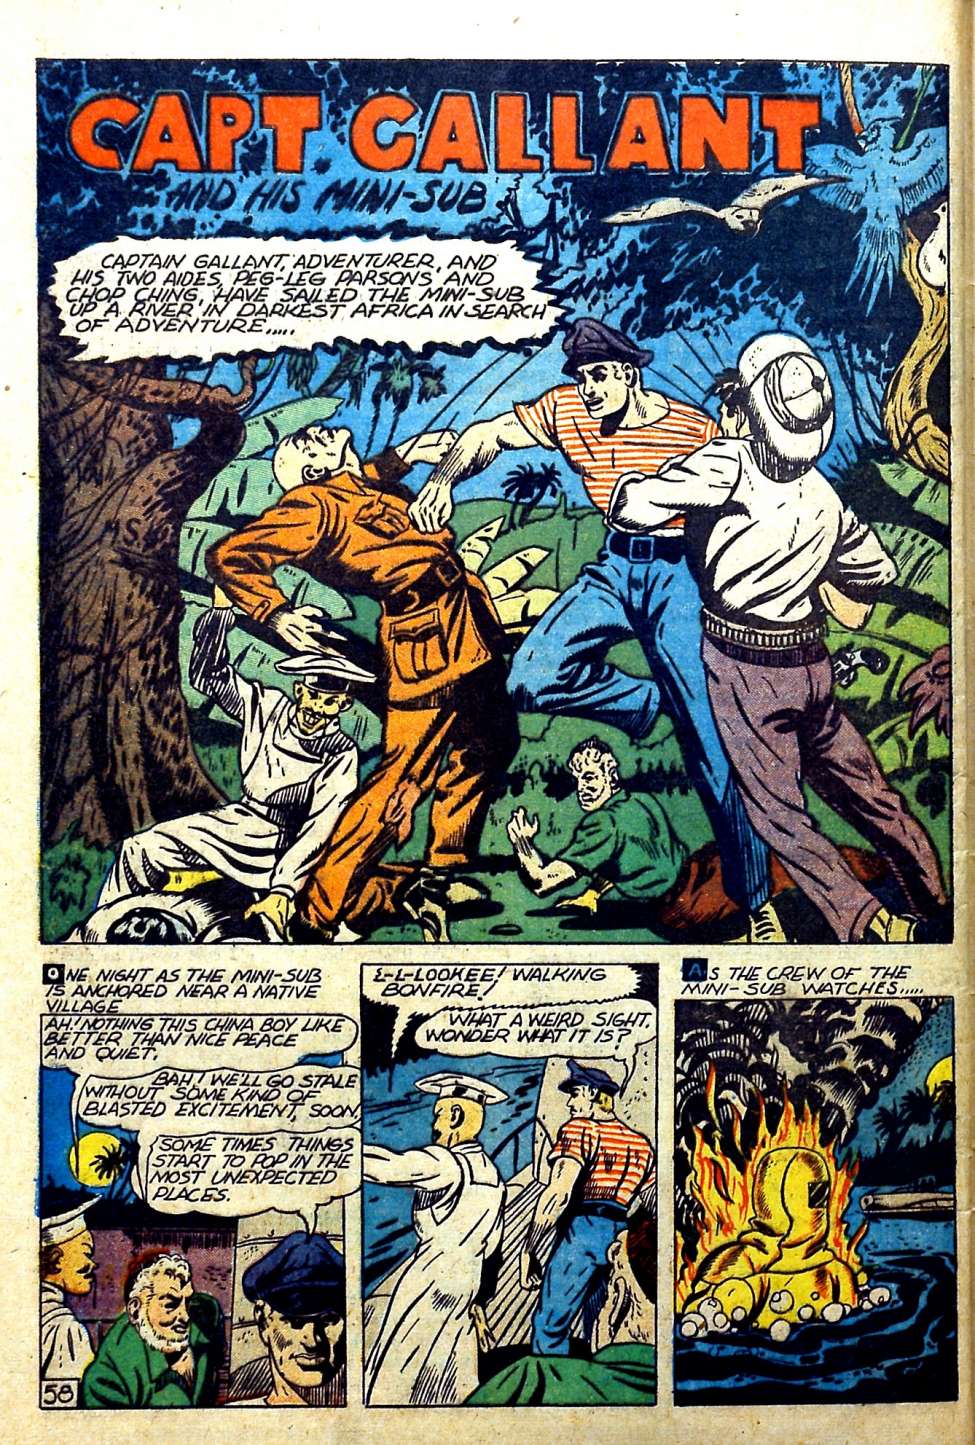 CAPT GALLANT
AND HIS MINI-SUB
CAPTAIN GALLANT, ADVENTURER, AND
HIS TWO AIDES, PEG-LEG PARSONS, AND
CHOP CHING, HAVE SAILED THE MINI-SUB
UP A RIVER IN DARKEST AFRICA IN SEARCH
OF ADVENTURE.....
ONE NIGHT AS THE MINI-SUB
IS ANCHORED NEAR A NATIVE
VILLAGE
AH! NOTHING THIS CHINA BOY LIKE
BETTER THAN NICE PEACE
AND QUIET.
BAH! WE'LL GO STALE
WITHOUT SOME KIND OF
BLASTED EXCITEMENT, SOON.
SOME TIMES THINGS
START TO POP IN THE
MOST UNEXPECTED
PLACES.
58
L-L-LOOKEE! WALKING
BONFIRE!
WHAT A WEIRD SIGHT,
WONDER WHAT IT IS?
AS THE CREW OF THE
MINI-SUB WATCHES.....